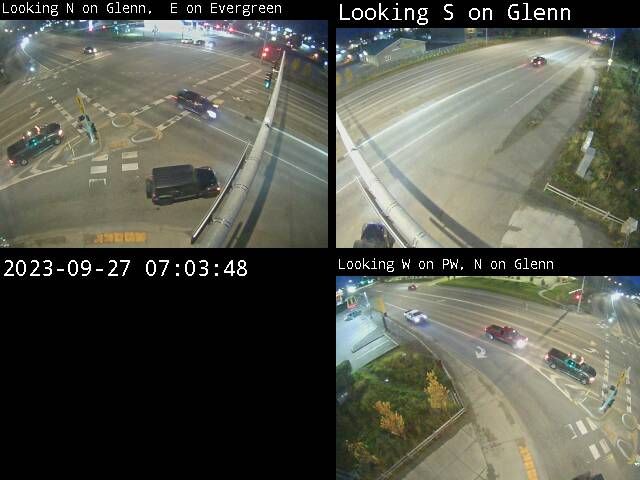 Looking N on Glenn, E on Evergreen
Looking S on Glenn
2023-09-27 07:03:48
Looking W on PW, N on Glenn